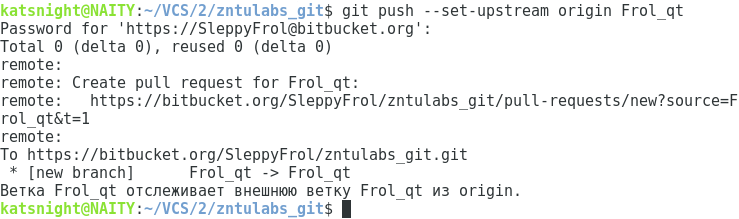 katsnight@NAITY:~/VCS/2/zntulabs_git$ git push --set-upstream origin Frol_qt
Password for 'https://SleppyFrol@bitbucket.org':
Total 0 (delta 0), reused 0 (delta 0)
remote:
remote: Create pull request for Frol_qt:
remote:   https://bitbucket.org/SleppyFrol/zntulabs_git/pull-requests/new?source=F
rol_qt&t=1
remote:
To https://bitbucket.org/SleppyFrol/zntulabs_git.git
 * [new branch]      Frol_qt -> Frol_qt
Ветка Frol_qt отслеживает внешнюю ветку Frol_qt из origin.
katsnight@NAITY:~/VCS/2/zntulabs_git$